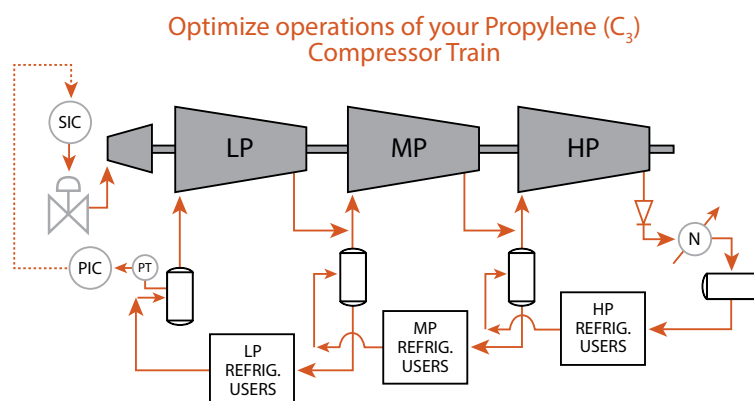 Optimize operations of your Propylene (C₃)
Compressor Train
SIC
LP
MP
HP
PIC
PT
N
LP
REFRIG.
USERS
MP
REFRIG.
USERS
HP
REFRIG.
USERS